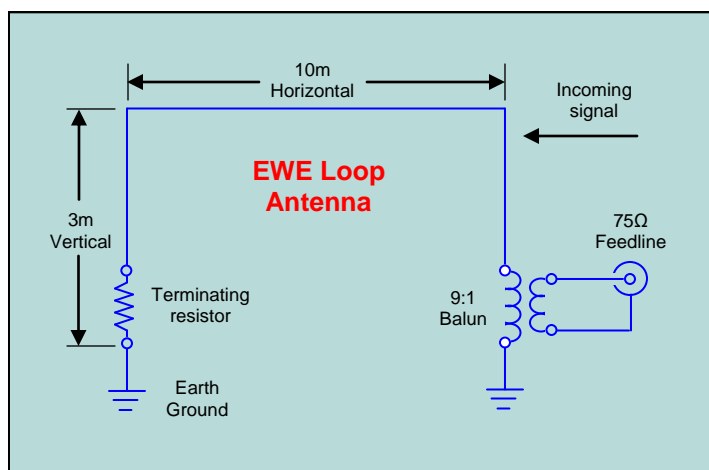 10m
Horizontal
Incoming
signal
EWE Loop
Antenna
3m
Vertical
75Ω
Feedline
Terminating
resistor
9:1
Balun
Earth
Ground